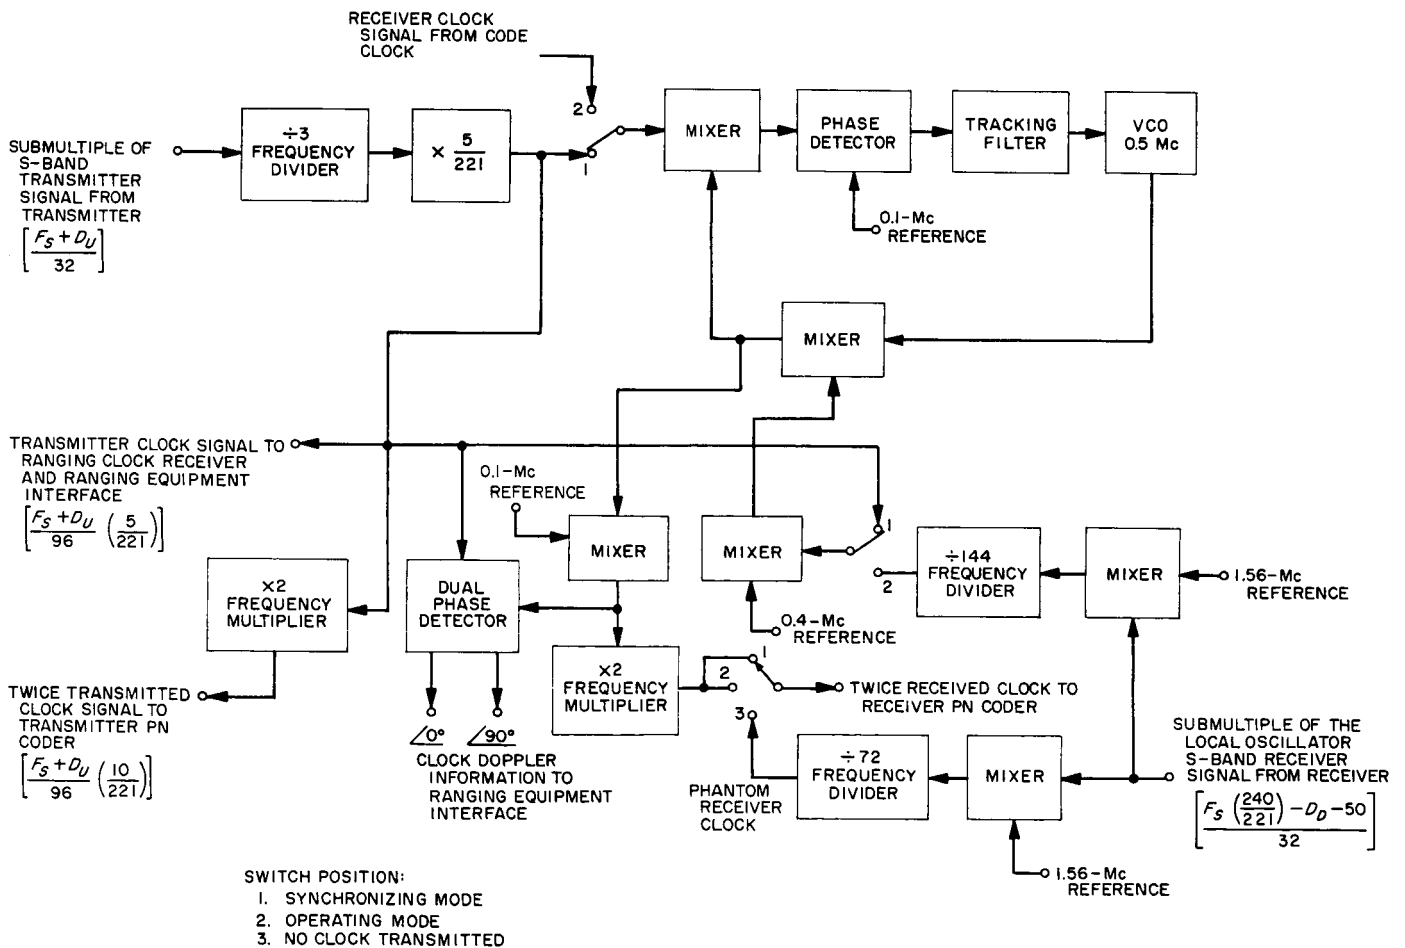 RECEIVER CLOCK
SIGNAL FROM CODE
CLOCK
2
1
SUBMULTIPLE OF
S-BAND
TRANSMITTER
SIGNAL FROM
TRANSMITTER
[F_S + D_U / 32]
÷3
FREQUENCY
DIVIDER
× 5/221
MIXER
PHASE
DETECTOR
TRACKING
FILTER
VCO
0.5 Mc
0.1-Mc
REFERENCE
MIXER
TRANSMITTER CLOCK SIGNAL TO
RANGING CLOCK RECEIVER
AND RANGING EQUIPMENT
INTERFACE
[F_S + D_U / 96 (5/221)]
0.1-Mc
REFERENCE
MIXER
MIXER
1
2
÷144
FREQUENCY
DIVIDER
MIXER
1.56-Mc
REFERENCE
×2
FREQUENCY
MULTIPLIER
DUAL
PHASE
DETECTOR
0.4-Mc
REFERENCE
×2
FREQUENCY
MULTIPLIER
1
2
3
TWICE RECEIVED CLOCK TO
RECEIVER PN CODER
TWICE TRANSMITTED
CLOCK SIGNAL TO
TRANSMITTER PN
CODER
[F_S + D_U / 96 (10/221)]
∠0°
∠90°
CLOCK DOPPLER
INFORMATION TO
RANGING EQUIPMENT
INTERFACE
PHANTOM
RECEIVER
CLOCK
÷72
FREQUENCY
DIVIDER
MIXER
SUBMULTIPLE OF THE
LOCAL OSCILLATOR
S-BAND RECEIVER
SIGNAL FROM RECEIVER
[F_S (240/221) - D_D - 50 / 32]
1.56-Mc
REFERENCE
SWITCH POSITION:
1. SYNCHRONIZING MODE
2. OPERATING MODE
3. NO CLOCK TRANSMITTED